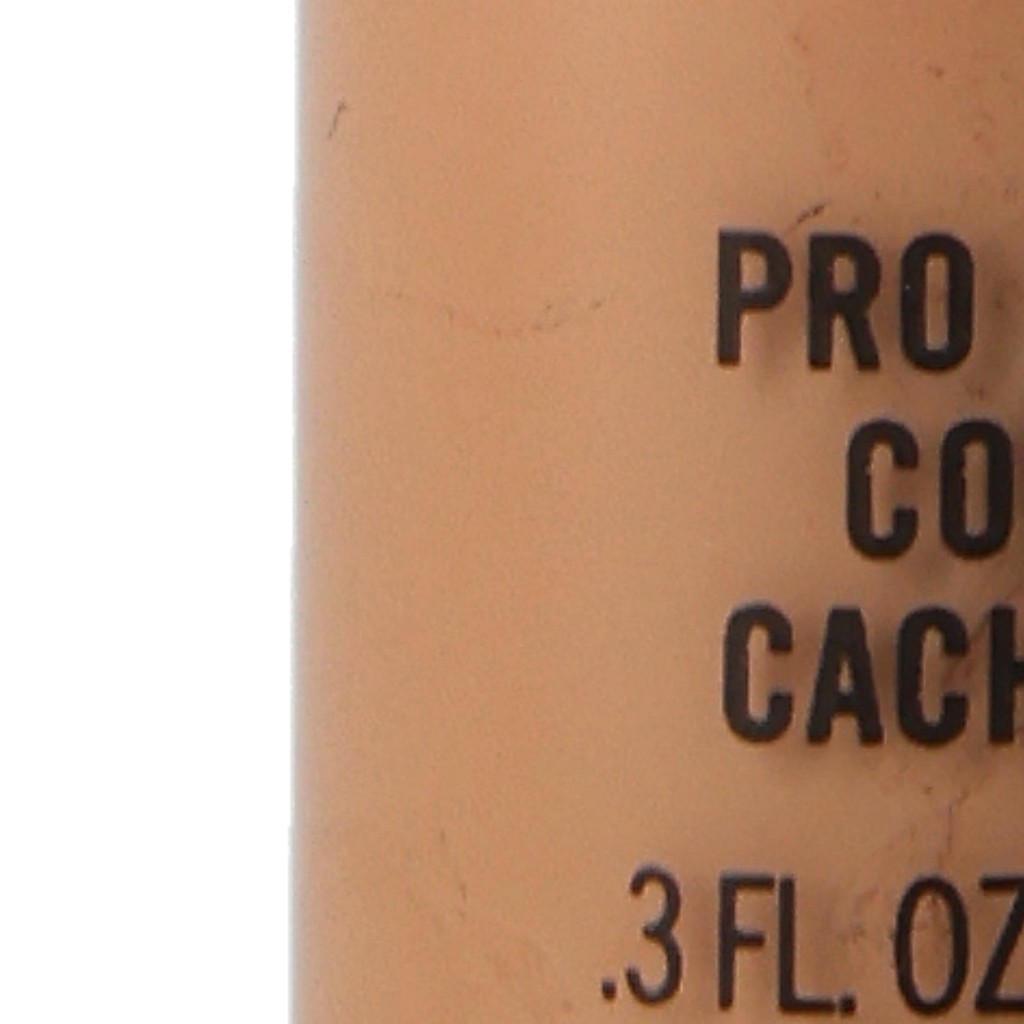 PRO
CO
CACH
.3 FL. OZ